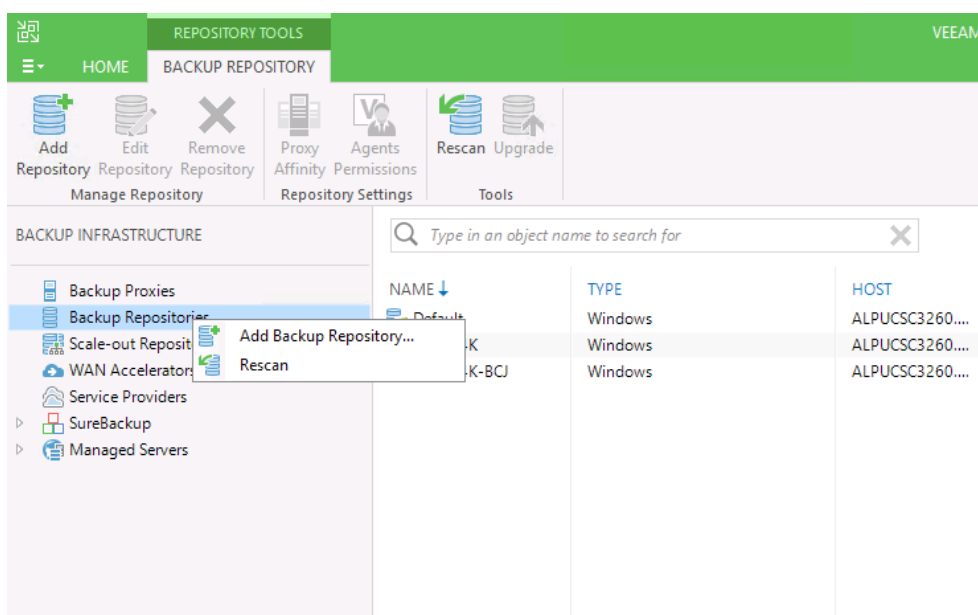 REPOSITORY TOOLS
VEEAM
HOME BACKUP REPOSITORY
Add Repository
Edit Repository
Remove Repository
Proxy Affinity
Agents Permissions
Rescan
Upgrade
Manage Repository
Repository Settings
Tools
BACKUP INFRASTRUCTURE
Type in an object name to search for
Backup Proxies
Backup Repositories
Scale-out Reposit
WAN Accelerators
Service Providers
SureBackup
Managed Servers
Add Backup Repository...
Rescan
NAME TYPE HOST
Default Windows ALPUCSC3260....
K Windows ALPUCSC3260....
K-BCJ Windows ALPUCSC3260....